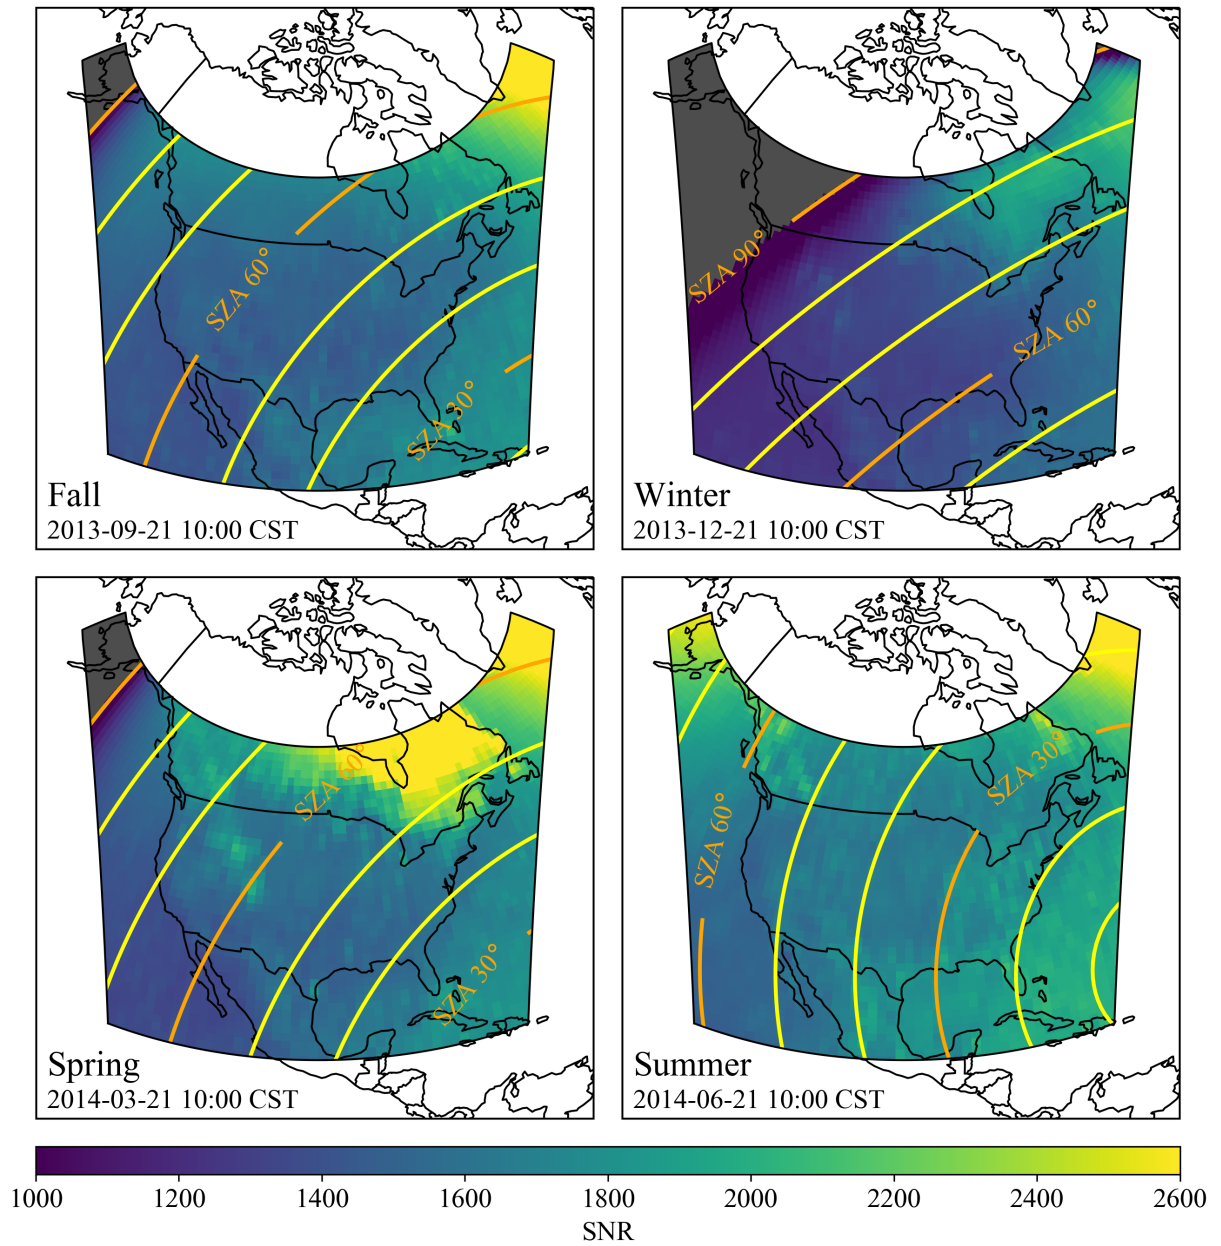 SZA 60°
SZA 30°
Fall
2013-09-21 10:00 CST
SZA 90°
SZA 60°
Winter
2013-12-21 10:00 CST
SZA 60°
SZA 30°
Spring
2014-03-21 10:00 CST
SZA 30°
SZA 60°
Summer
2014-06-21 10:00 CST
1000 1200 1400 1600 1800 2000 2200 2400 2600
SNR